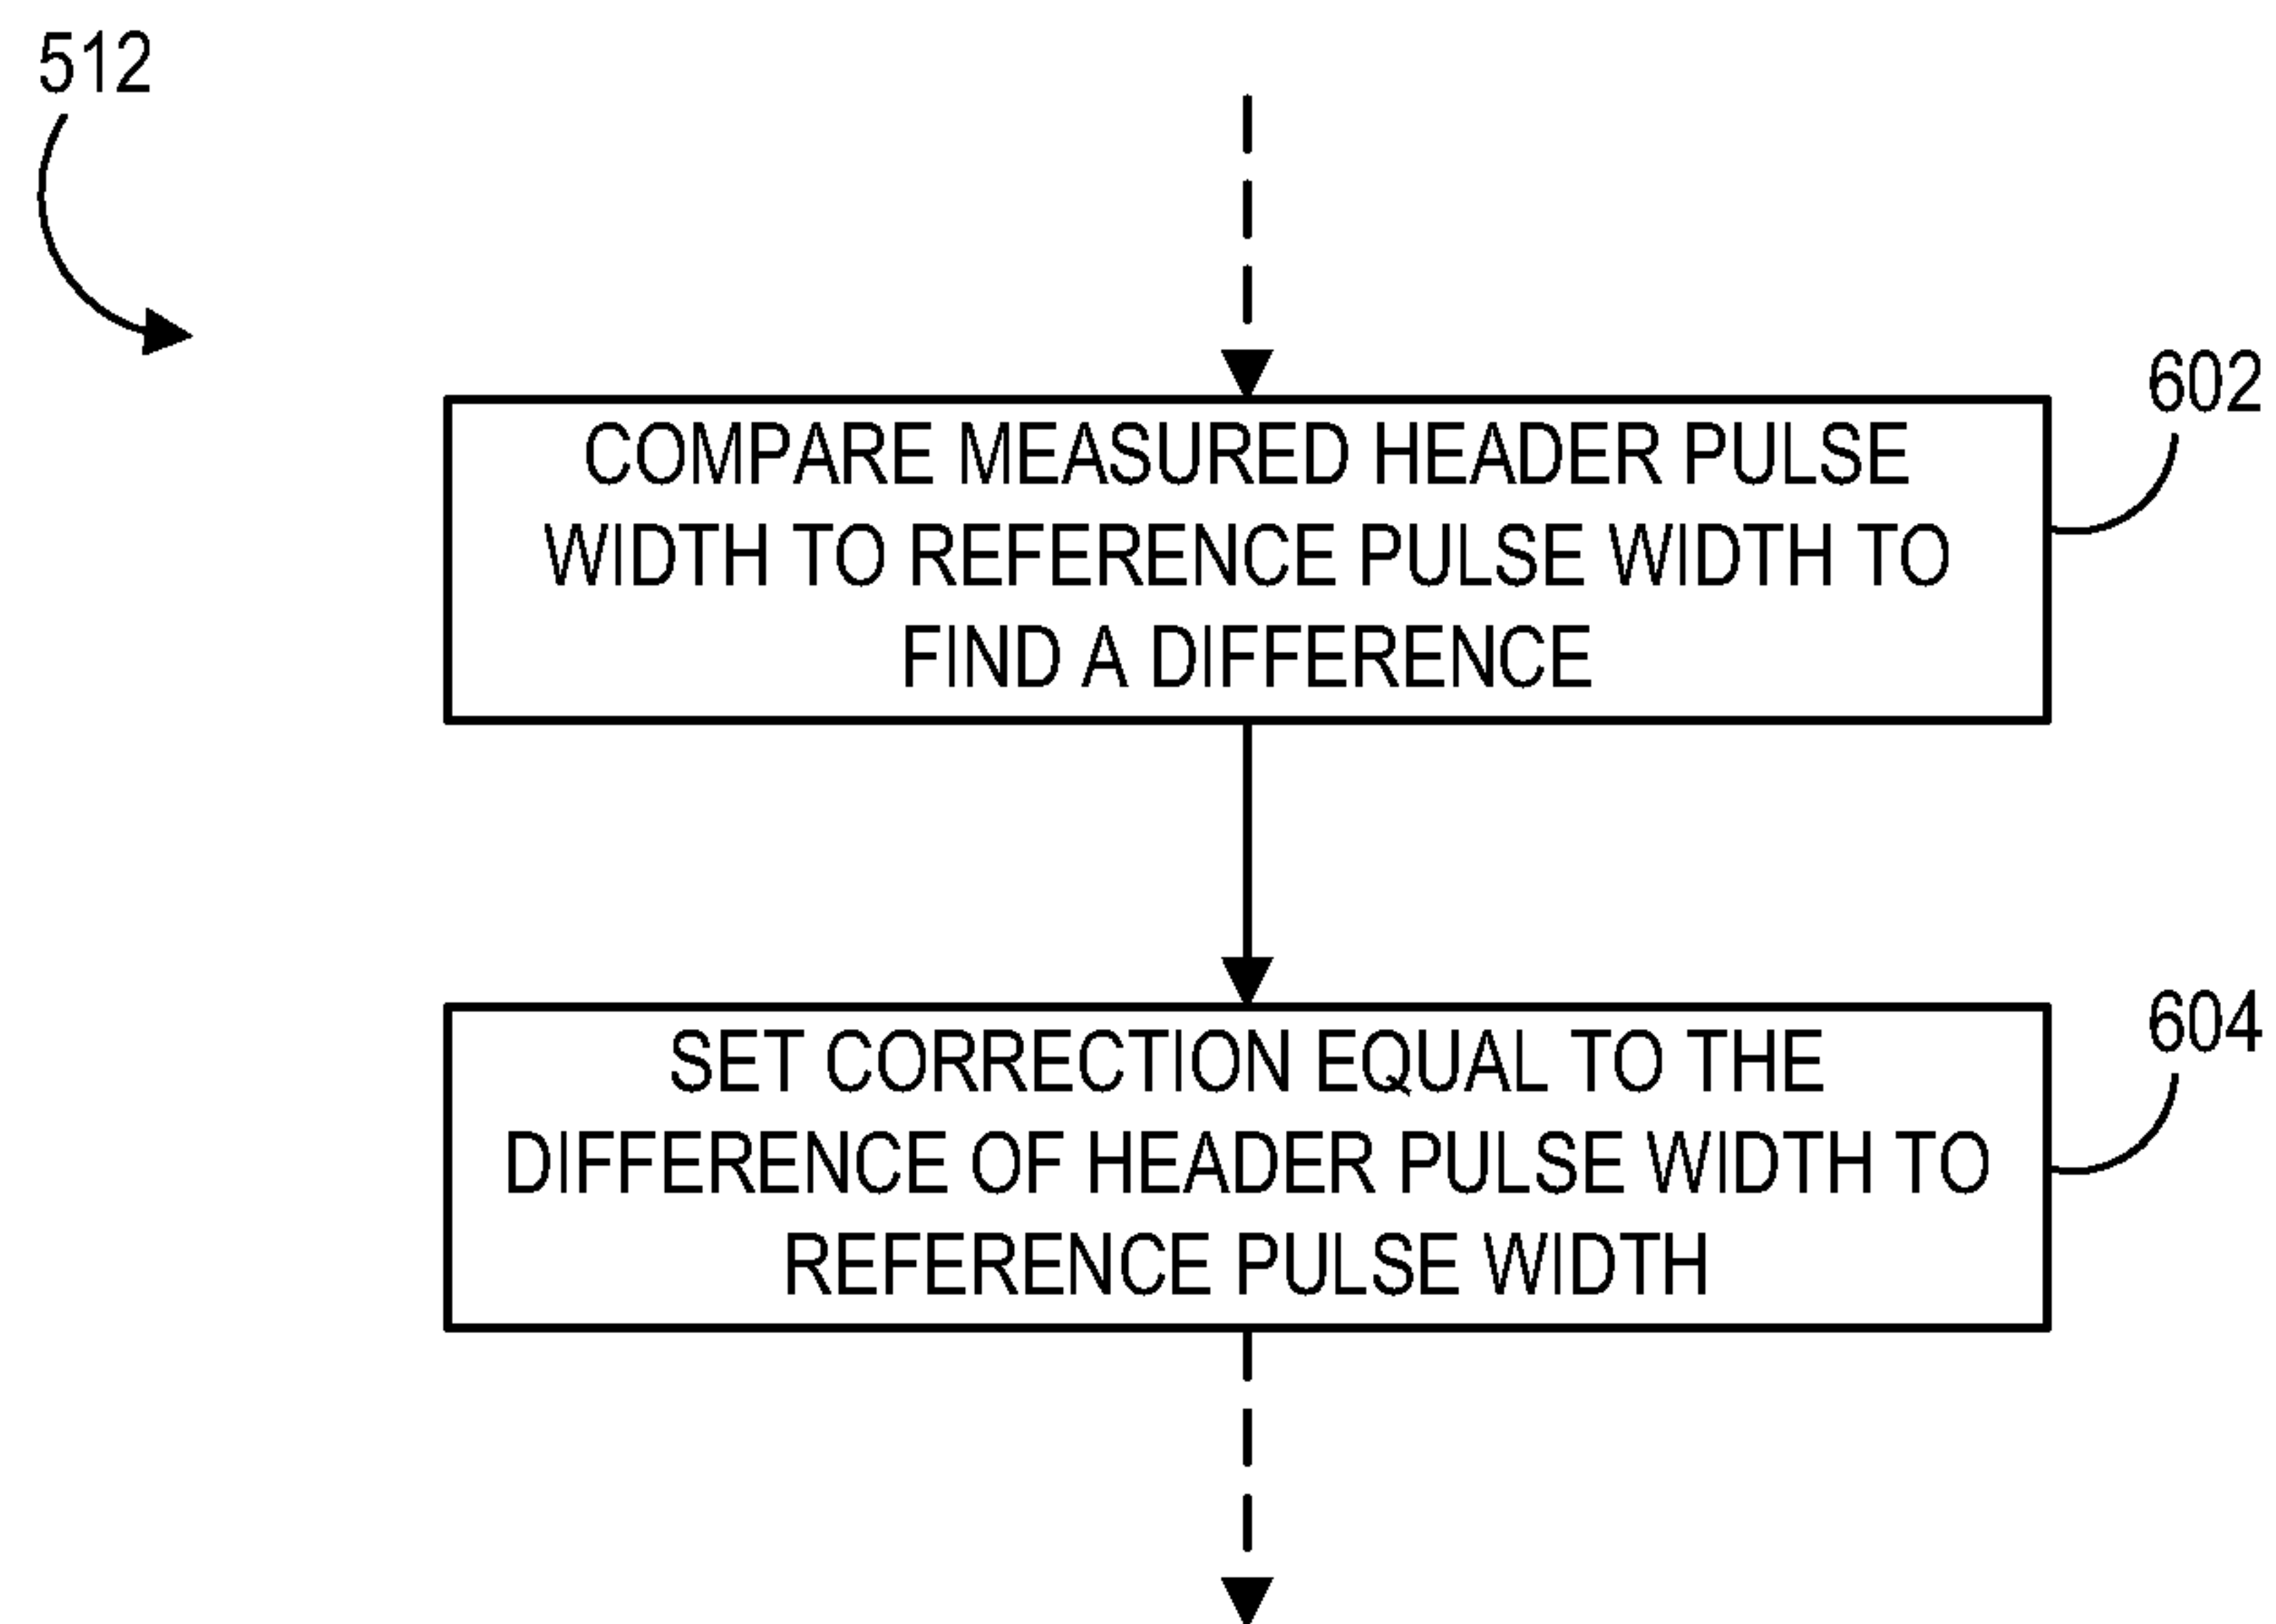 512
COMPARE MEASURED HEADER PULSE
WIDTH TO REFERENCE PULSE WIDTH TO
FIND A DIFFERENCE
602
SET CORRECTION EQUAL TO THE
DIFFERENCE OF HEADER PULSE WIDTH TO
REFERENCE PULSE WIDTH
604